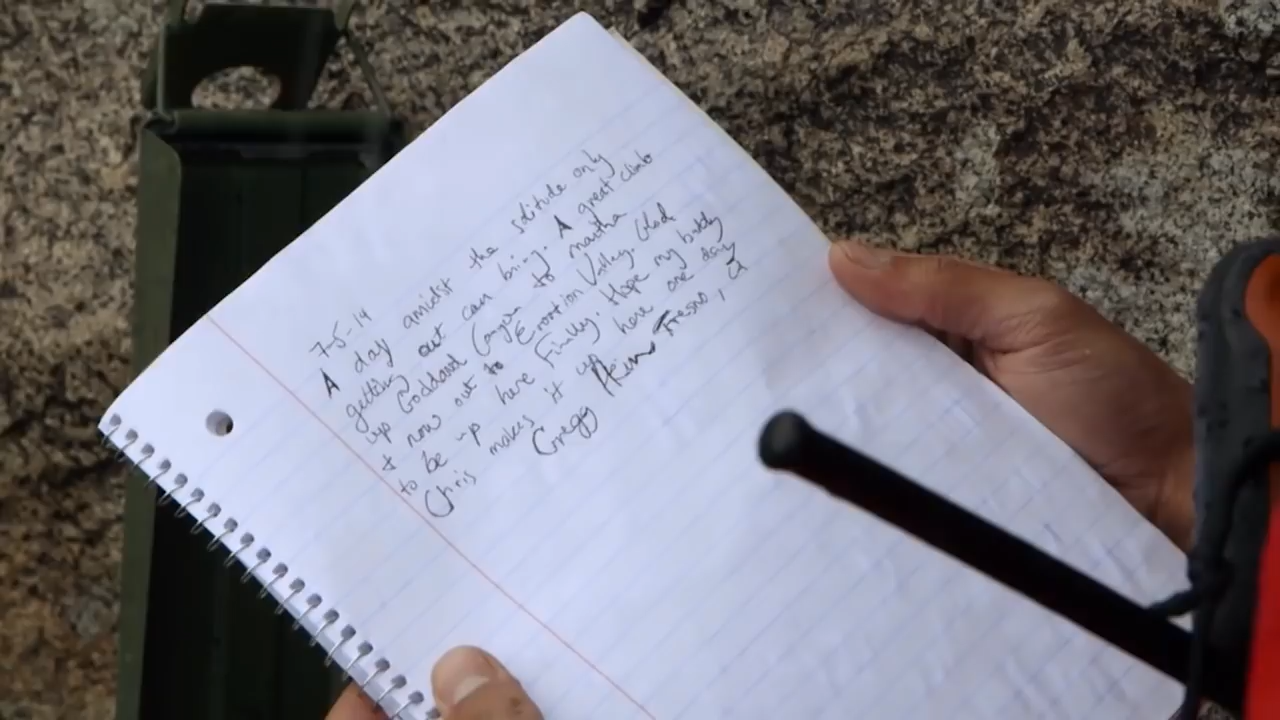 7-5-14
A day amidst the solitude only
getting out can bring. A great climb
up Goddard Canyon to martha
& now out to Evolution Valley. Glad
to be up here Finally. Hope my buddy
Chris makes it up here one day
Gregg Fresno, Ca